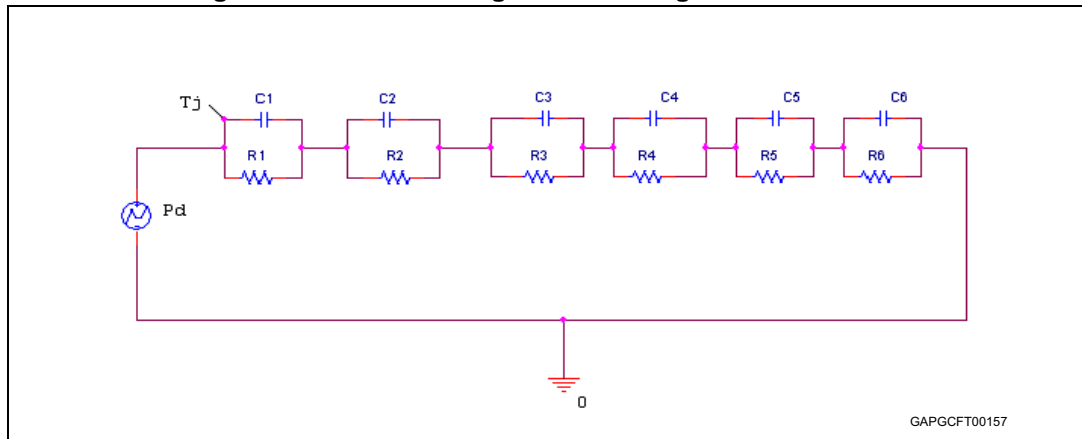 Tj
C1 C2 C3 C4 C5 C6
R1 R2 R3 R4 R5 R6
Pd
0
GAPGCFT00157